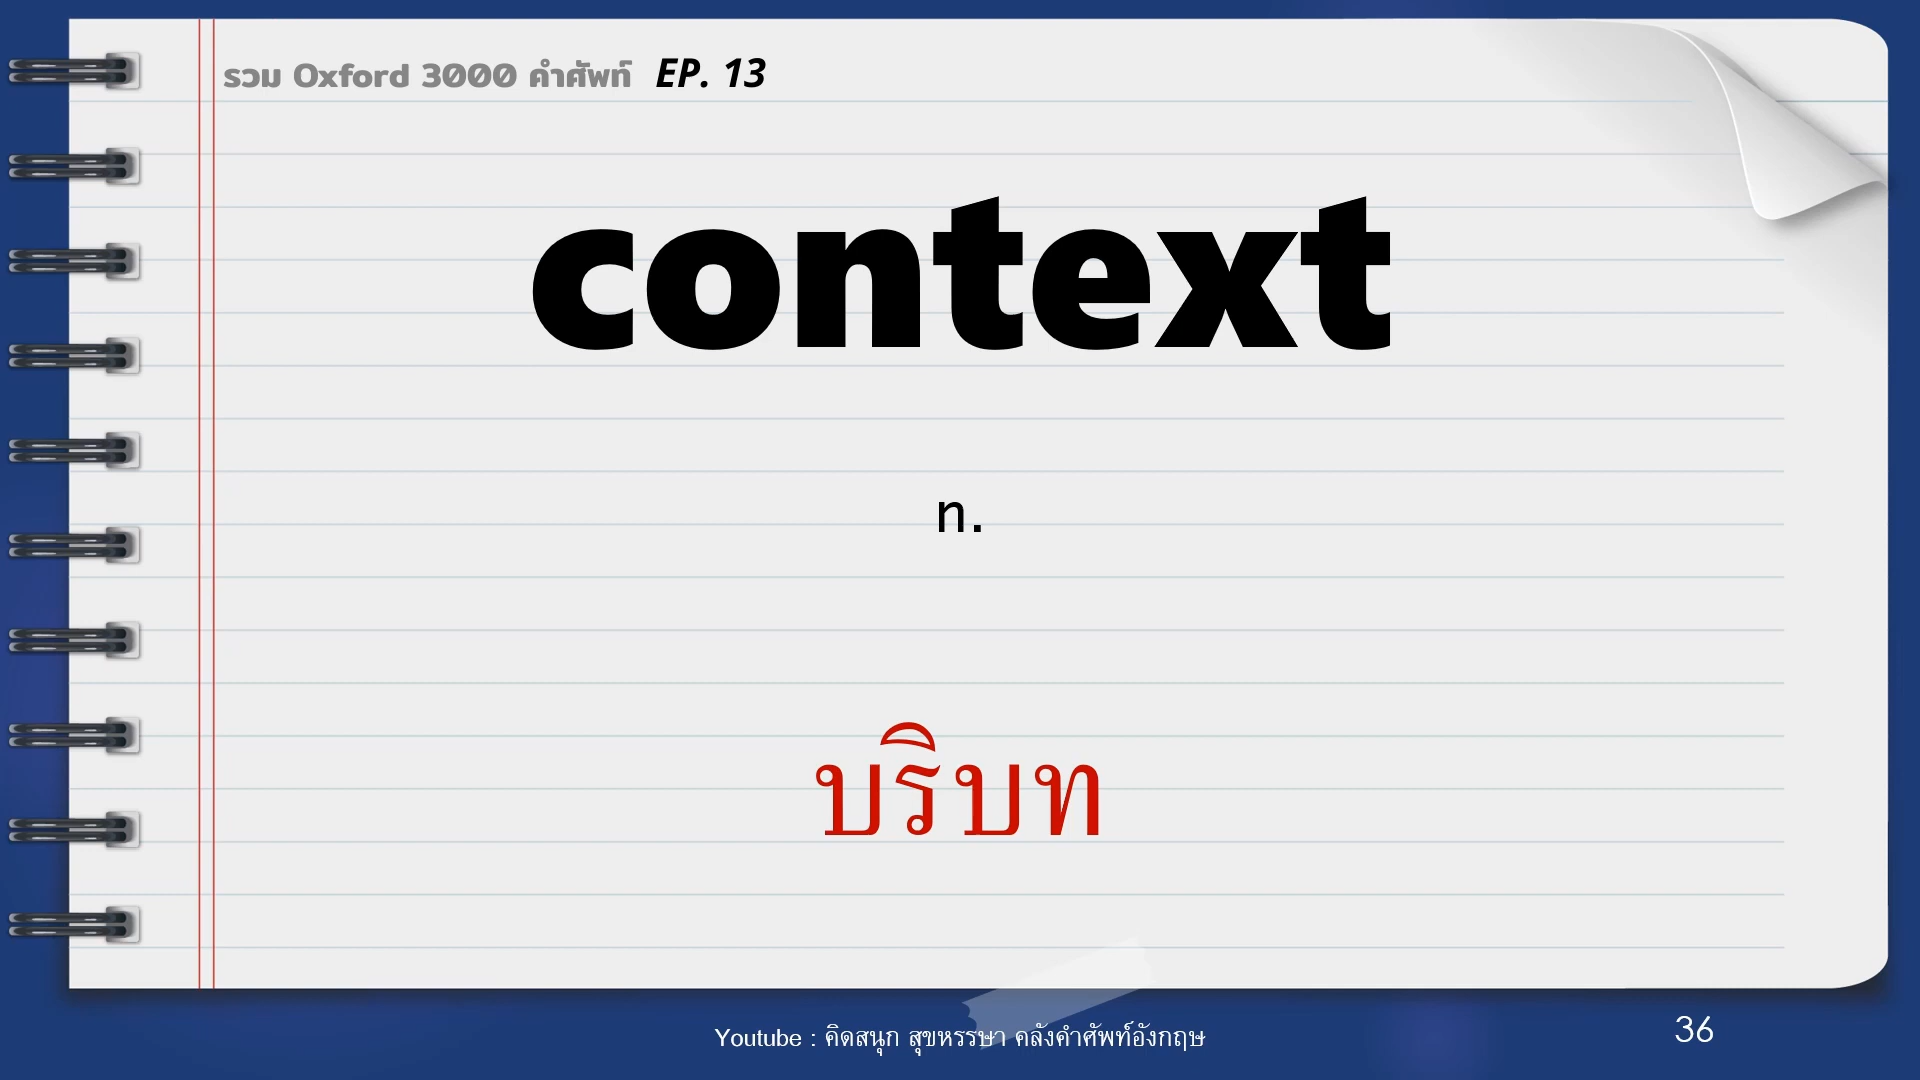 รวม Oxford 3000 คำศัพท์ EP. 13
context
n.
บริบท
Youtube : คิดสนุก สุขหรรษา คลังคำศัพท์อังกฤษ
36